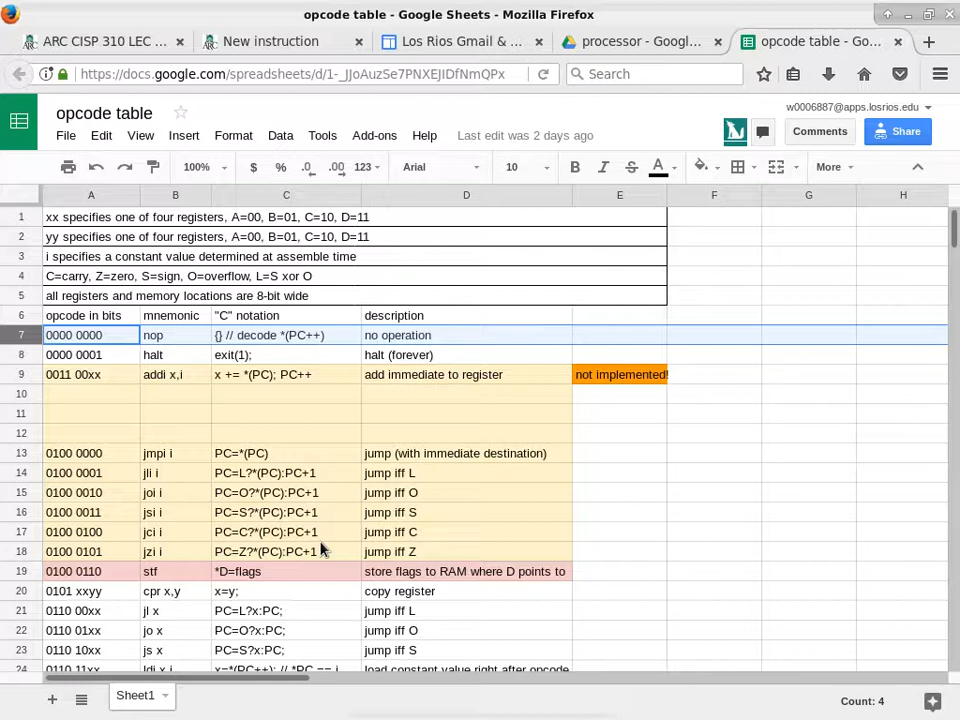 opcode table - Google Sheets - Mozilla Firefox
ARC CISP 310 LEC ... × New instruction × Los Rios Gmail & ... × processor - Googl... × opcode table - Go... ×
https://docs.google.com/spreadsheets/d/1-_JJoAuzSe7PNXEJIDfNmQPx Search
opcode table
w0006887@apps.losrios.edu
File Edit View Insert Format Data Tools Add-ons Help Last edit was 2 days ago Comments Share
100% $ % .0 .00 123 Arial 10 B I S A More
A B C D E F G H
1 xx specifies one of four registers, A=00, B=01, C=10, D=11
2 yy specifies one of four registers, A=00, B=01, C=10, D=11
3 i specifies a constant value determined at assemble time
4 C=carry, Z=zero, S=sign, O=overflow, L=S xor O
5 all registers and memory locations are 8-bit wide
6 opcode in bits mnemonic "C" notation description
7 0000 0000 nop {} // decode *(PC++) no operation
8 0000 0001 halt exit(1); halt (forever)
9 0011 00xx addi x,i x += *(PC); PC++ add immediate to register not implemented!
10
11
12
13 0100 0000 jmpi i PC=*(PC) jump (with immediate destination)
14 0100 0001 jli i PC=L?*(PC):PC+1 jump iff L
15 0100 0010 joi i PC=O?*(PC):PC+1 jump iff O
16 0100 0011 jsi i PC=S?*(PC):PC+1 jump iff S
17 0100 0100 jci i PC=C?*(PC):PC+1 jump iff C
18 0100 0101 jzi i PC=Z?*(PC):PC+1 jump iff Z
19 0100 0110 stf *D=flags store flags to RAM where D points to
20 0101 xxyy cpr x,y x=y; copy register
21 0110 00xx jl x PC=L?x:PC; jump iff L
22 0110 01xx jo x PC=O?x:PC; jump iff O
23 0110 10xx js x PC=S?x:PC; jump iff S
24 0110 11xx ldi x,i x=*(PC++); // *PC == i load constant value right after opcode
Sheet1
Count: 4